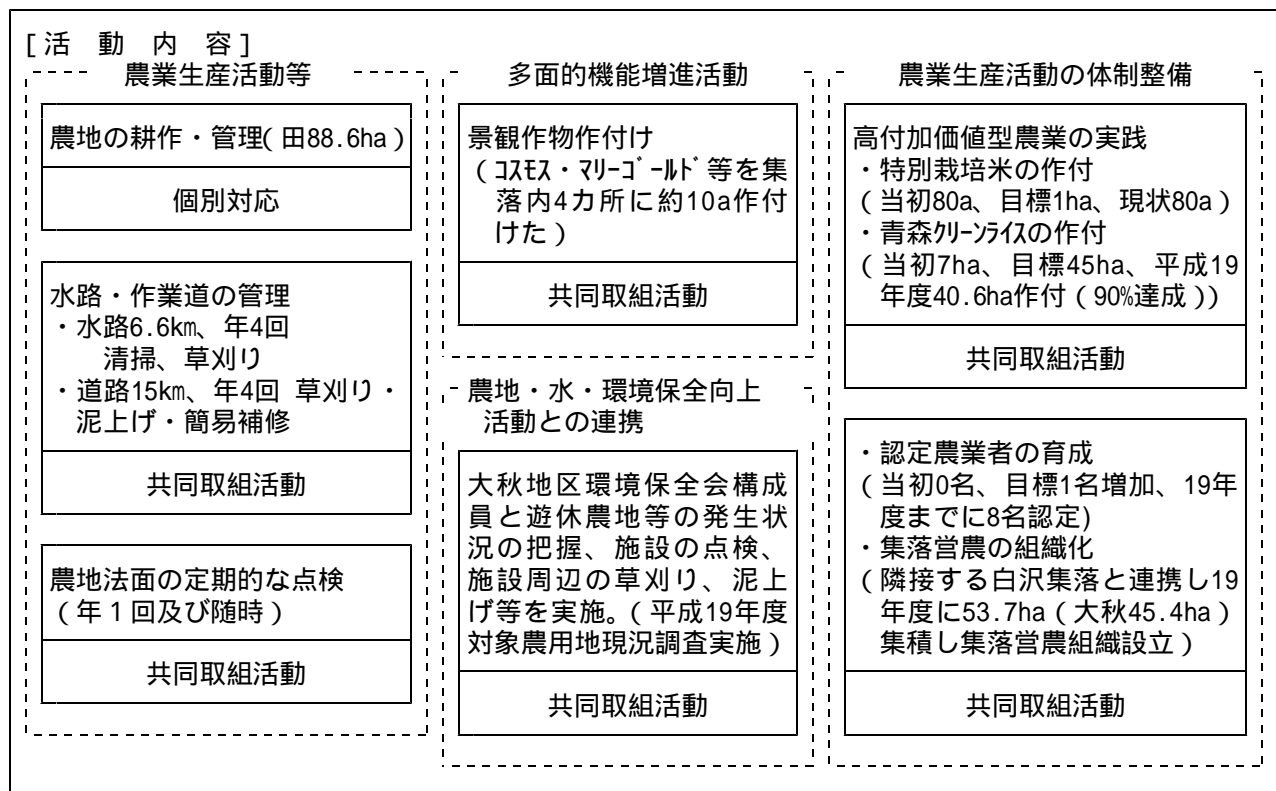 [活 動 内 容]
農業生産活動等
農地の耕作・管理(田88.6ha)
個別対応
水路・作業道の管理
・水路6.6㎞、年4回
清掃、草刈り
・道路15㎞、年4回 草刈り・
泥上げ・簡易補修
共同取組活動
農地法面の定期的な点検
(年1回及び随時)
共同取組活動
多面的機能増進活動
景観作物作付け
(ｺｽﾓｽ・ﾏﾘｰｺﾞｰﾙﾄﾞ等を集
落内4カ所に約10a作付
けた)
共同取組活動
農地・水・環境保全向上
活動との連携
大秋地区環境保全会構成
員と遊休農地等の発生状
況の把握、施設の点検、
施設周辺の草刈り、泥上
げ等を実施。(平成19年度
対象農用地現況調査実施)
共同取組活動
農業生産活動の体制整備
高付加価値型農業の実践
・特別栽培米の作付
(当初80a、目標1ha、現状80a)
・青森ｸﾘｰﾝﾗｲｽの作付
(当初7ha、目標45ha、平成19
年度40.6ha作付(90%達成))
共同取組活動
・認定農業者の育成
(当初0名、目標1名増加、19年
度までに8名認定)
・集落営農の組織化
(隣接する白沢集落と連携し19
年度に53.7ha(大秋45.4ha)
集積し集落営農組織設立)
共同取組活動